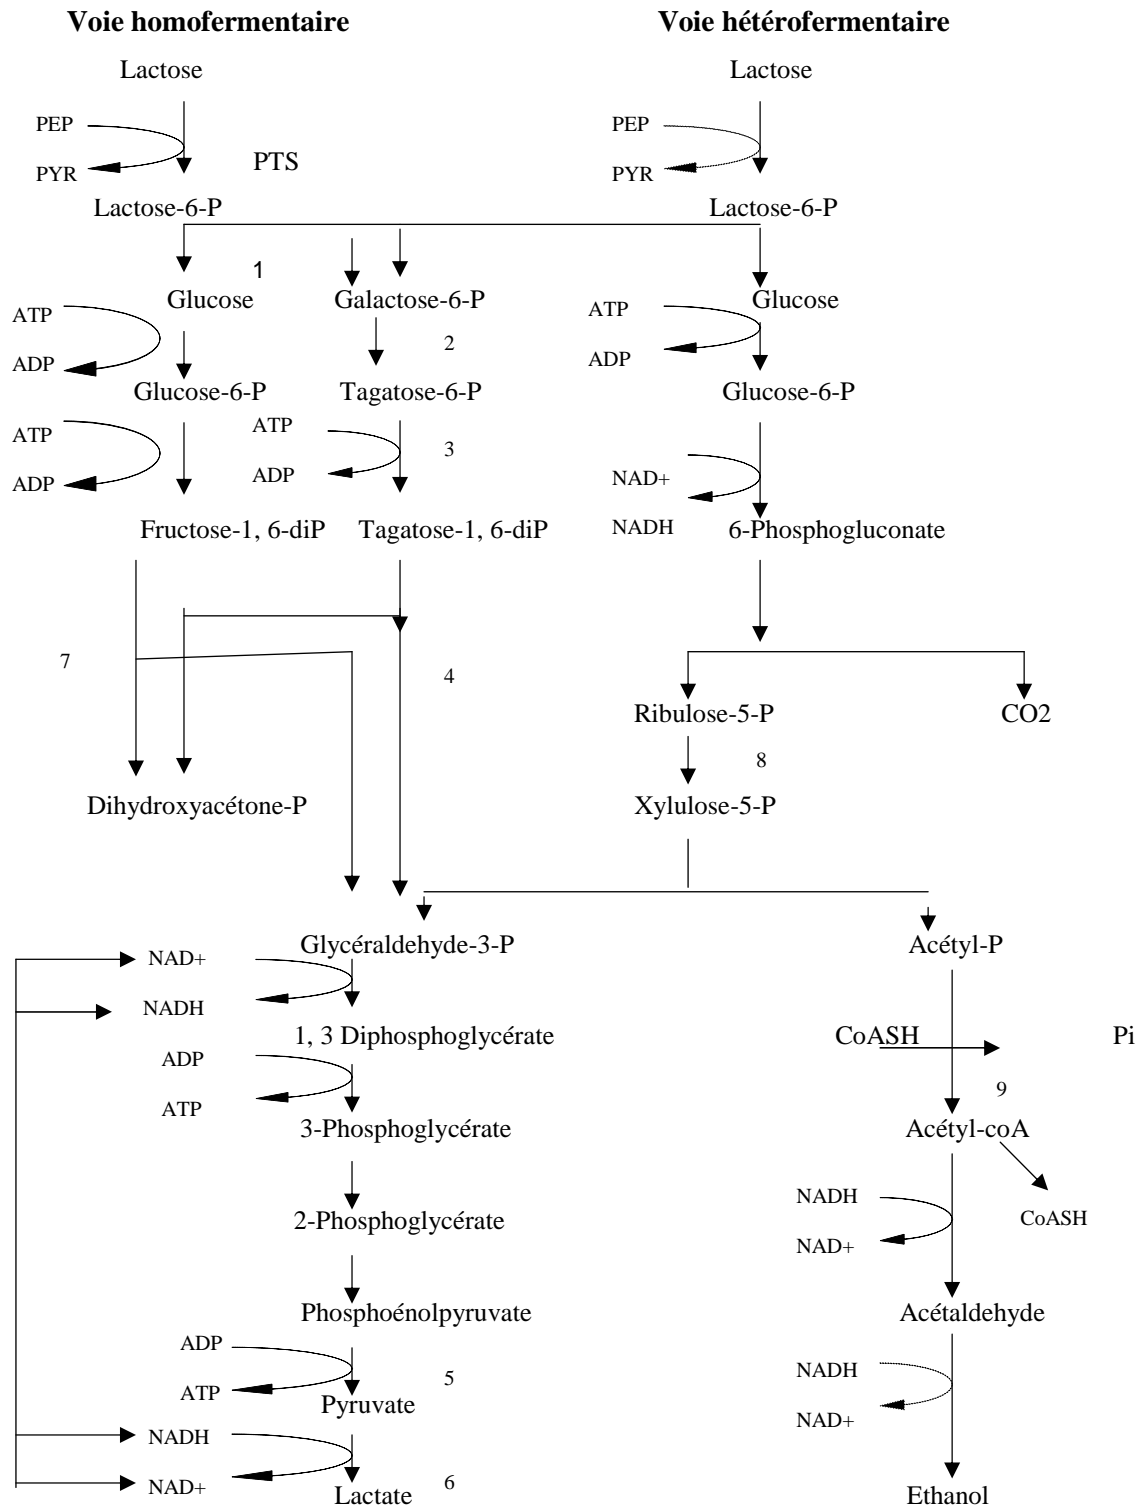 Voie homofermentaire
Voie hétérofermentaire
Lactose
Lactose
PEP
PEP
PTS
PYR
PYR
Lactose-6-P
Lactose-6-P
1
Glucose
Galactose-6-P
Glucose
ATP
ATP
2
ADP
ADP
Glucose-6-P
Tagatose-6-P
Glucose-6-P
ATP
ATP
3
ADP
ADP
NAD+
Fructose-1, 6-diP
Tagatose-1, 6-diP
NADH
6-Phosphogluconate
7
4
Ribulose-5-P
CO2
8
Dihydroxyacétone-P
Xylulose-5-P
Glycéraldehyde-3-P
Acétyl-P
NAD+
NADH
1, 3 Diphosphoglycérate
CoASH
Pi
ADP
9
ATP
3-Phosphoglycérate
Acétyl-coA
NADH
CoASH
2-Phosphoglycérate
NAD+
Phosphoénolpyruvate
Acétaldehyde
ADP
NADH
5
ATP
Pyruvate
NAD+
NADH
6
NAD+
Lactate
Ethanol